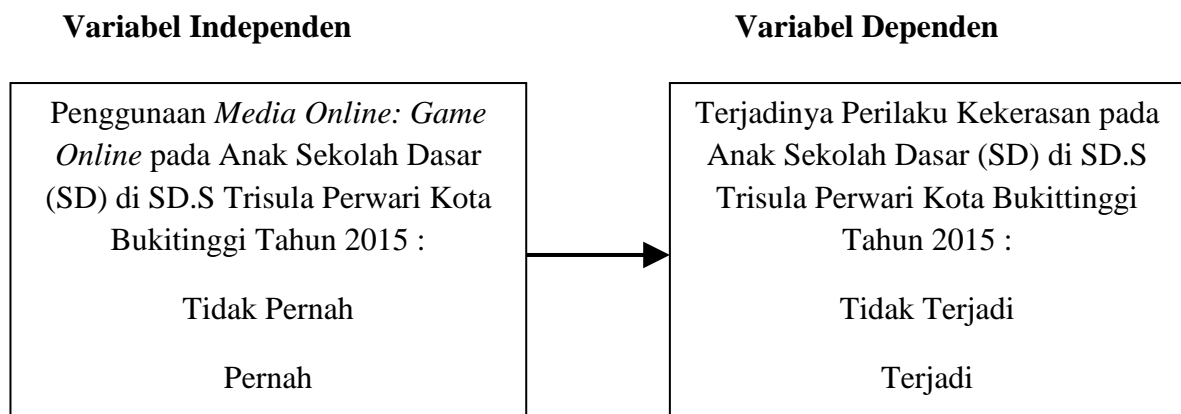 Variabel Independen
Penggunaan Media Online: Game
Online pada Anak Sekolah Dasar
(SD) di SD.S Trisula Perwari Kota
Bukitinggi Tahun 2015 :
Tidak Pernah
Pernah
Variabel Dependen
Terjadinya Perilaku Kekerasan pada
Anak Sekolah Dasar (SD) di SD.S
Trisula Perwari Kota Bukittinggi
Tahun 2015 :
Tidak Terjadi
Terjadi